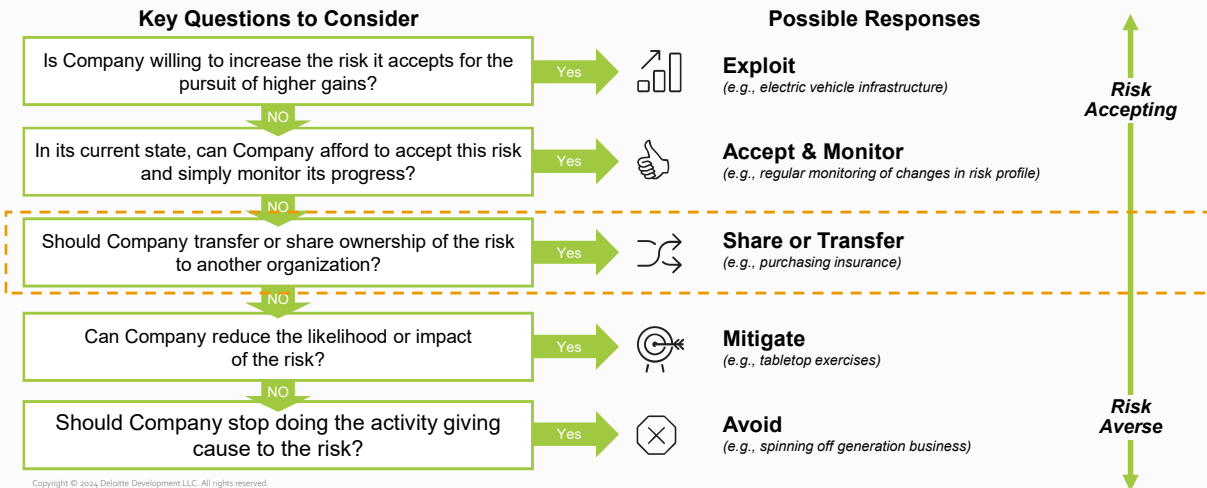 Key Questions to Consider
Possible Responses
Is Company willing to increase the risk it accepts for the
pursuit of higher gains?
Yes
Exploit
(e.g., electric vehicle infrastructure)
Risk
Accepting
NO
In its current state, can Company afford to accept this risk
and simply monitor its progress?
Yes
Accept & Monitor
(e.g., regular monitoring of changes in risk profile)
NO
Should Company transfer or share ownership of the risk
to another organization?
Yes
Share or Transfer
(e.g., purchasing insurance)
NO
Can Company reduce the likelihood or impact
of the risk?
Yes
Mitigate
(e.g., tabletop exercises)
NO
Should Company stop doing the activity giving
cause to the risk?
Yes
Avoid
(e.g., spinning off generation business)
Risk
Averse
Copyright © 2024 Deloitte Development LLC. All rights reserved.